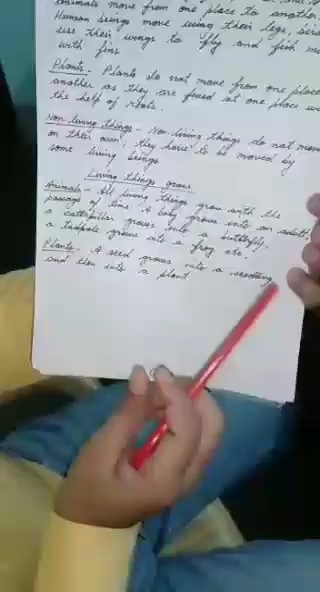 animals move from one place to another.
Human beings move using their legs,
use their wings to fly and fish
with fins
Plants:- Plants do not move from one place
another as they are fixed at one place
the help of roots.
Non living things:- Non living things do not move
on their own, they have to be moved by
some living beings
Living things grow
Animals:- All living things grow with the
passage of time. A baby grows into an adult,
a caterpillar grows into a butterfly,
a tadpole grows into a frog etc.
Plants:- A seed grows into a seedling
and then into a plant